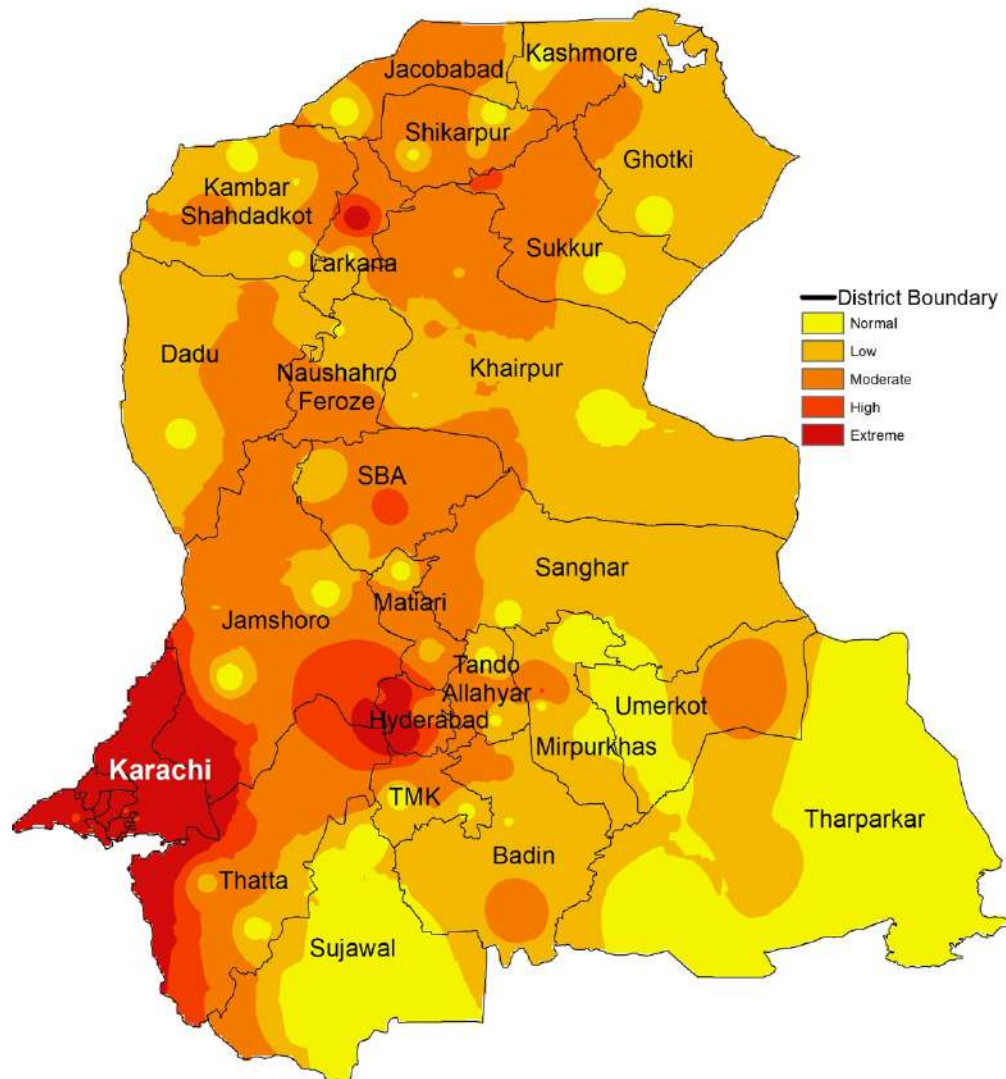 Kashmore
Jacobabad
Shikarpur
Ghotki
Kambar
Shahdadkot
Sukkur
Larkana
District Boundary
Normal
Low
Moderate
High
Extreme
Dadu
Khairpur
Naushahro
Feroze
SBA
Sanghar
Matiari
Jamshoro
Tando
Allahyar
Umerkot
Hyderabad
Mirpurkhas
Karachi
TMK
Tharparkar
Badin
Thatta
Sujawal